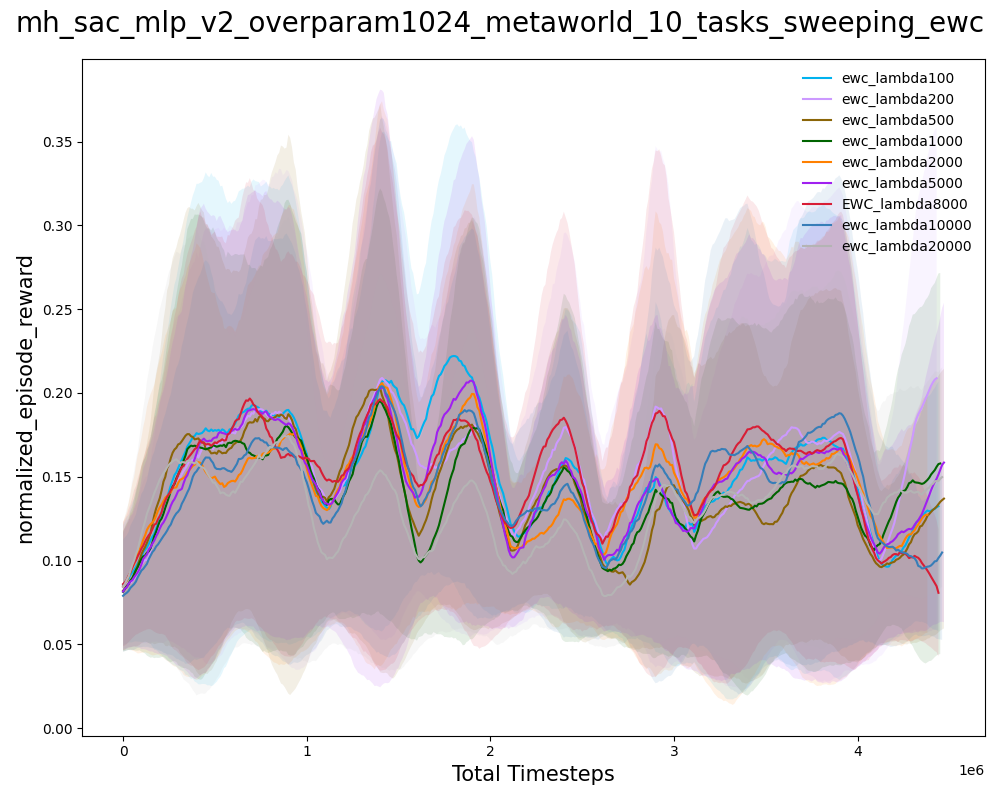 mh_sac_mlp_v2_overparam1024_metaworld_10_tasks_sweeping_ewc
ewc_lambda100
ewc_lambda200
ewc_lambda500
ewc_lambda1000
ewc_lambda2000
ewc_lambda5000
EWC_lambda8000
ewc_lambda10000
ewc_lambda20000
normalized_episode_reward
0.35
0.30
0.25
0.20
0.15
0.10
0.05
0.00
0
1
2
3
4
1e6
Total Timesteps